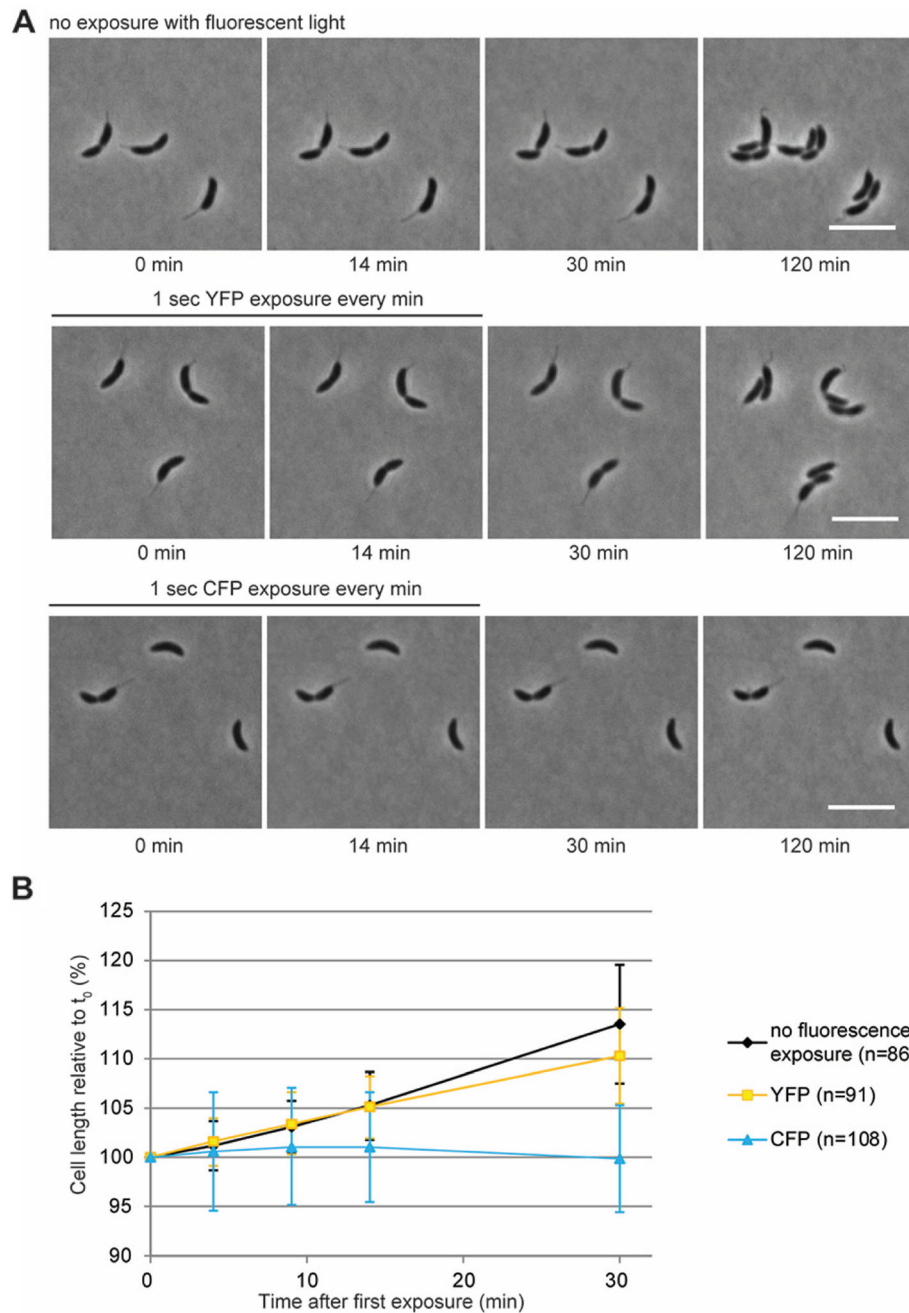 A
no exposure with fluorescent light
0 min 14 min 30 min 120 min
1 sec YFP exposure every min
0 min 14 min 30 min 120 min
1 sec CFP exposure every min
0 min 14 min 30 min 120 min
B
Cell length relative to t0 (%)
125
120
115
110
105
100
95
90
0 10 20 30
Time after first exposure (min)
no fluorescence
exposure (n=86
YFP (n=91)
CFP (n=108)